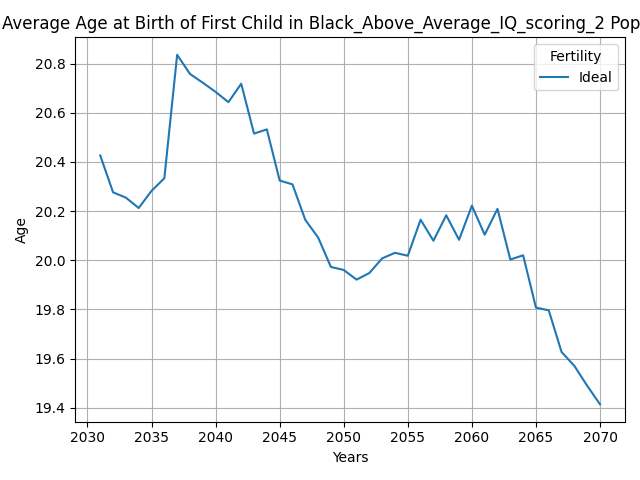 Average Age at Birth of First Child in Black_Above_Average_IQ_scoring_2 Pop
Fertility
Ideal
20.8
20.6
20.4
20.2
20.0
19.8
19.6
19.4
Age
2030 2035 2040 2045 2050 2055 2060 2065 2070
Years